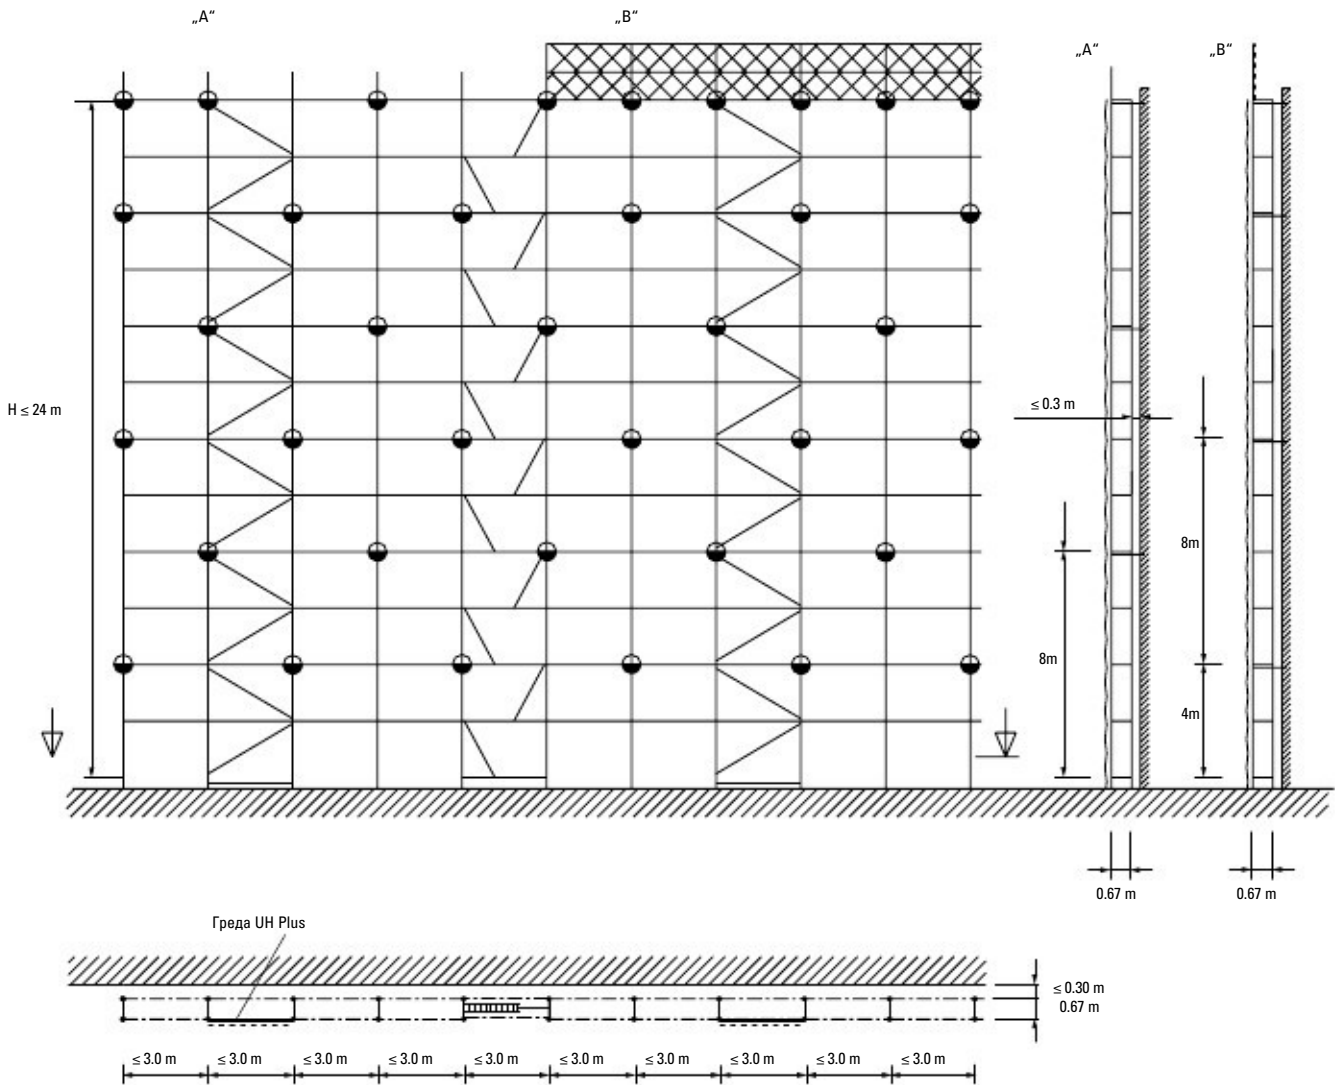 „A“
„B“
„A“
„B“
H ≤ 24 m
≤ 0.3 m
8m
8m
4m
0.67 m
0.67 m
Греда UH Plus
≤ 0.30 m
0.67 m
≤ 3.0 m
≤ 3.0 m
≤ 3.0 m
≤ 3.0 m
≤ 3.0 m
≤ 3.0 m
≤ 3.0 m
≤ 3.0 m
≤ 3.0 m
≤ 3.0 m